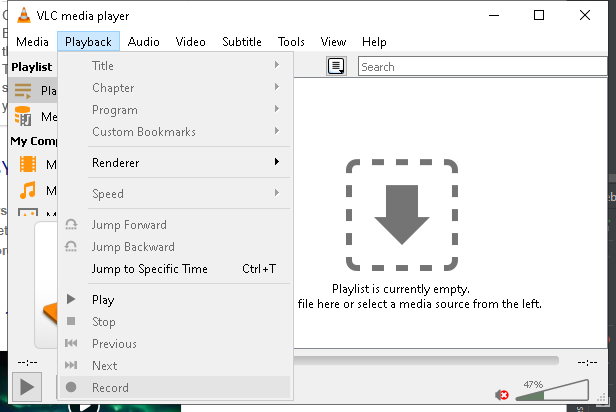 VLC media player
Media Playback Audio Video Subtitle Tools View Help
Playlist
Search
Pla
Me
My Comp
M
M
Title
Chapter
Program
Custom Bookmarks
Renderer
Speed
Jump Forward
Jump Backward
Jump to Specific Time Ctrl+T
Play
Stop
Previous
Next
Record
Playlist is currently empty.
file here or select a media source from the left.
--:--
--:--
47%